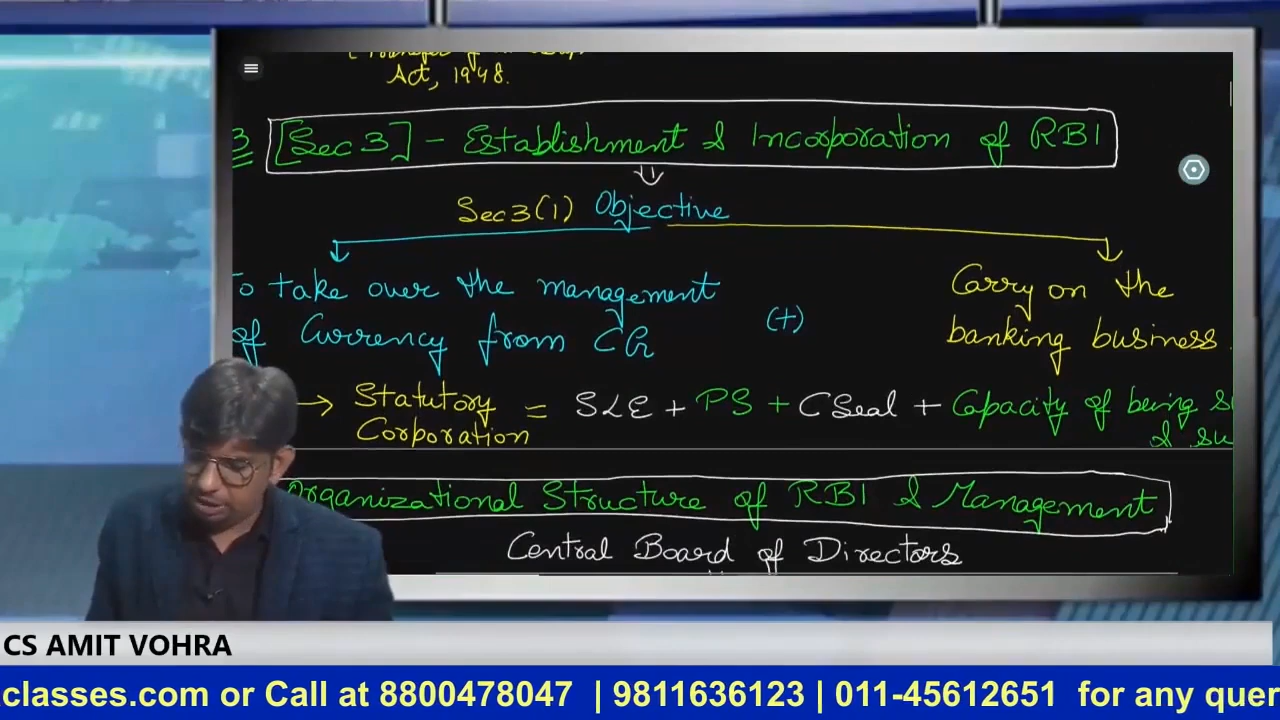 Act, 1948.
3 [Sec 3] - Establishment & Incorporation of RBI
Sec 3(1) Objective
To take over the management
of Currency from CG
(+)
Carry on the
banking business.
→ Statutory
Corporation = SLE + PS + CSeal + Capacity of being s
& su
Organizational Structure of RBI & Management
Central Board of Directors
CS AMIT VOHRA
classes.com or Call at 8800478047 | 9811636123 | 011-45612651 for any quer